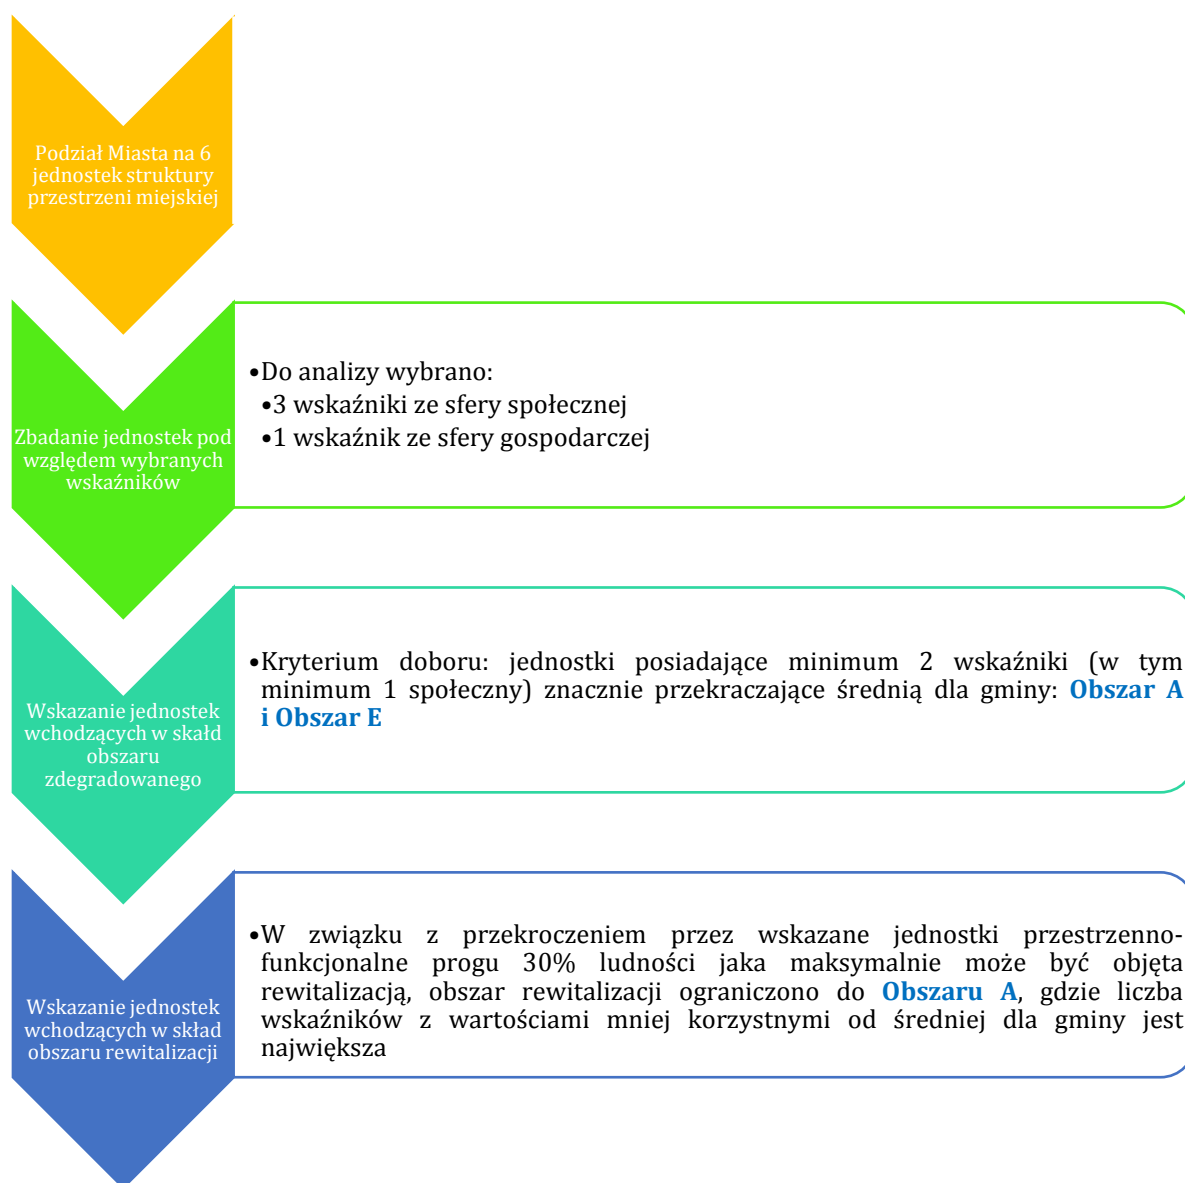 Podział Miasta na 6
jednostek struktury
przestrzeni miejskiej
Zbadanie jednostek pod
względem wybranych
wskaźników
•Do analizy wybrano:
•3 wskaźniki ze sfery społecznej
•1 wskaźnik ze sfery gospodarczej
Wskazanie jednostek
wchodzących w skałd
obszaru
zdegradowanego
•Kryterium doboru: jednostki posiadające minimum 2 wskaźniki (w tym
minimum 1 społeczny) znacznie przekraczające średnią dla gminy: Obszar A
i Obszar E
Wskazanie jednostek
wchodzących w skład
obszaru rewitalizacji
•W związku z przekroczeniem przez wskazane jednostki przestrzenno-
funkcjonalne progu 30% ludności jaka maksymalnie może być objęta
rewitalizacją, obszar rewitalizacji ograniczono do Obszaru A, gdzie liczba
wskaźników z wartościami mniej korzystnymi od średniej dla gminy jest
największa